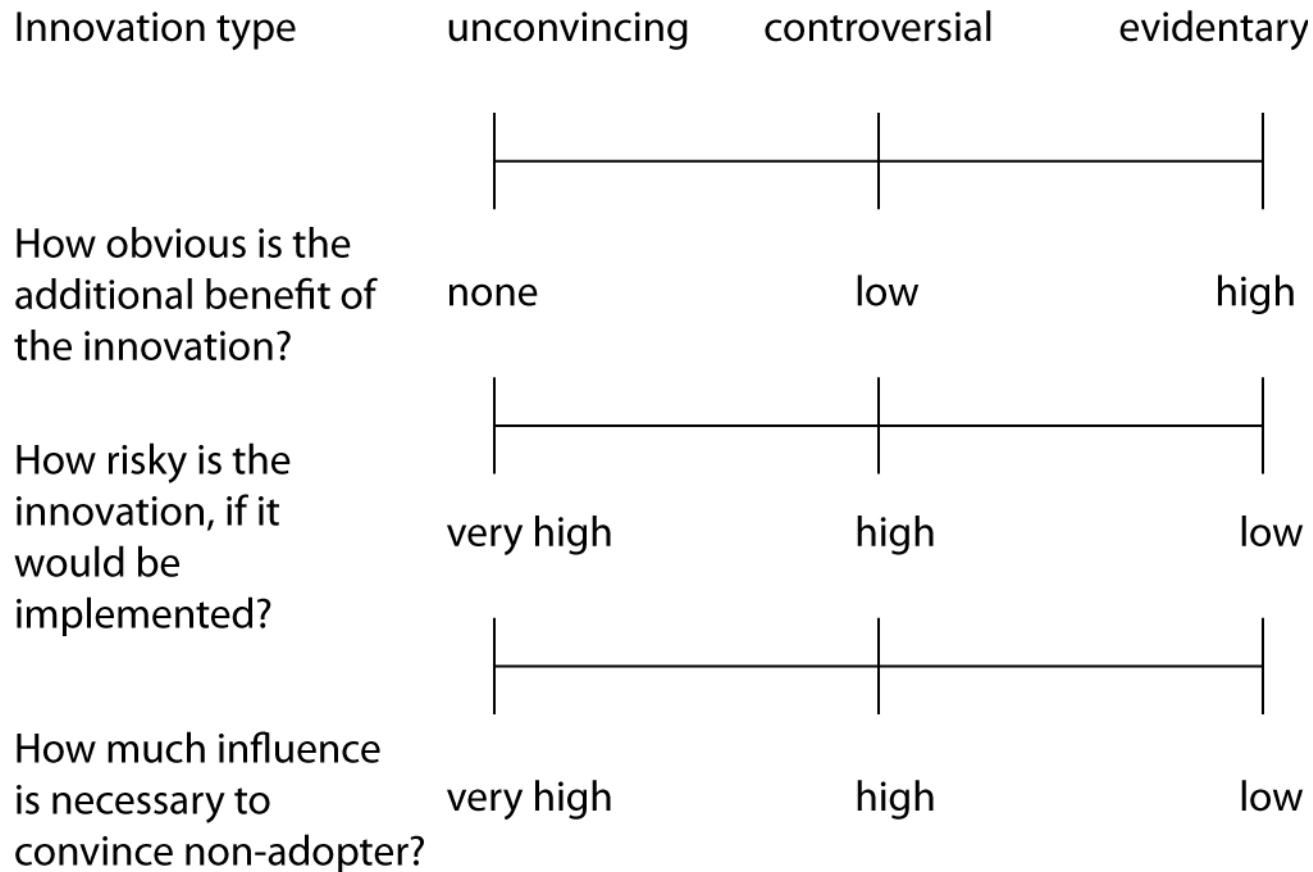 Innovation type unconvincing controversial evidentary
How obvious is the
additional benefit of none low high
the innovation?
How risky is the
innovation, if it
would be very high high low
implemented?
How much influence
is necessary to very high high low
convince non-adopter?